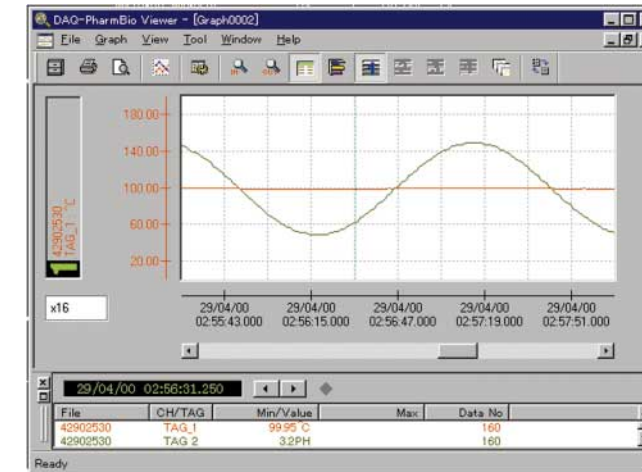 DAQ-PharmBio Viewer - [Graph0002]
File Graph View Tool Window Help
180.00
140.00
100.00
60.00
20.00
42902530
TAG_1 : °C
x16
29/04/00 29/04/00 29/04/00 29/04/00 29/04/00
02:55:43.000 02:56:15.000 02:56:47.000 02:57:19.000 02:57:51.000
29/04/00 02:56:31.250
File CH/TAG Min/Value Max Data No
42902530 TAG_1 99.95°C 160
42902530 TAG 2 3.2PH 160
Ready